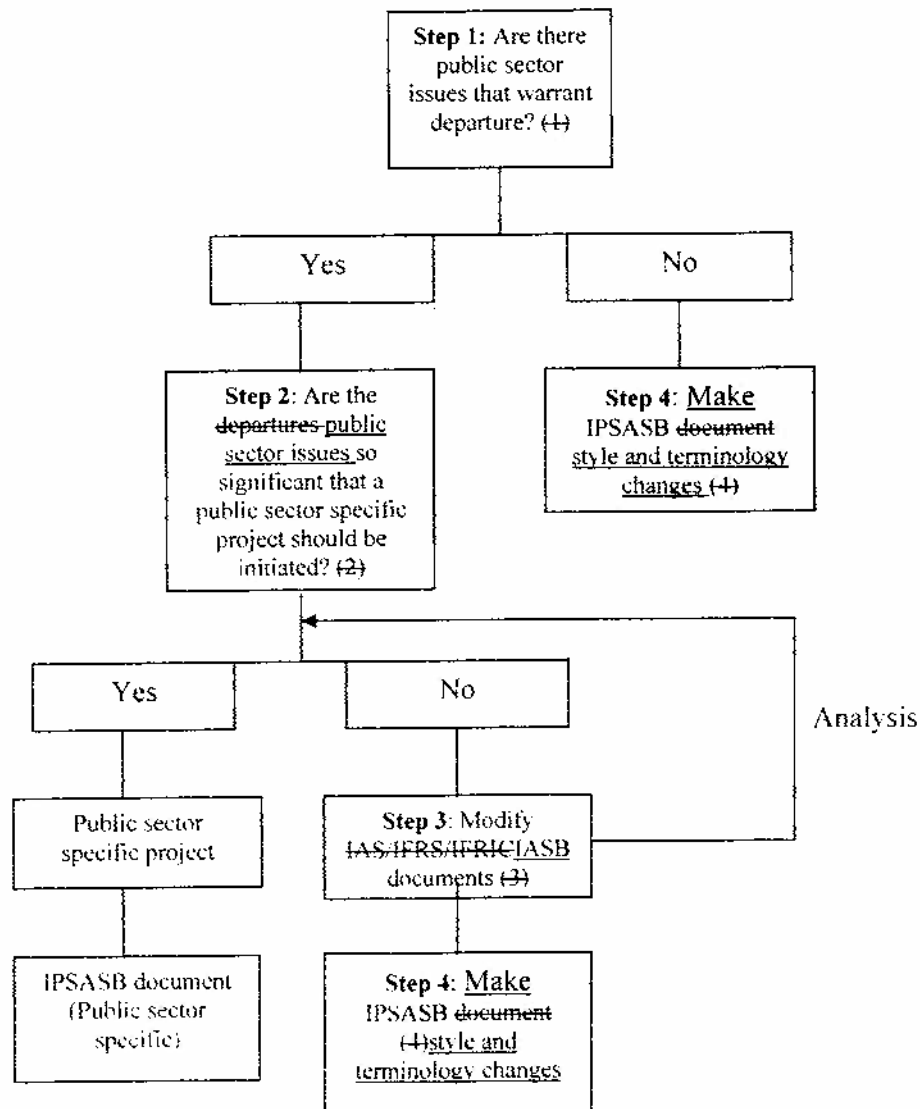 Step 1: Are there
public sector
issues that warrant
departure? (1)
Yes
No
Step 2: Are the
departures public
sector issues so
significant that a
public sector specific
project should be
initiated? (2)
Step 4: Make
IPSASB document
style and terminology
changes (4)
Yes
No
Analysis
Public sector
specific project
Step 3: Modify
IAS/IFRS/IFRIC IASB
documents (3)
IPSASB document
(Public sector
specific)
Step 4: Make
IPSASB document
(4)style and
terminology changes